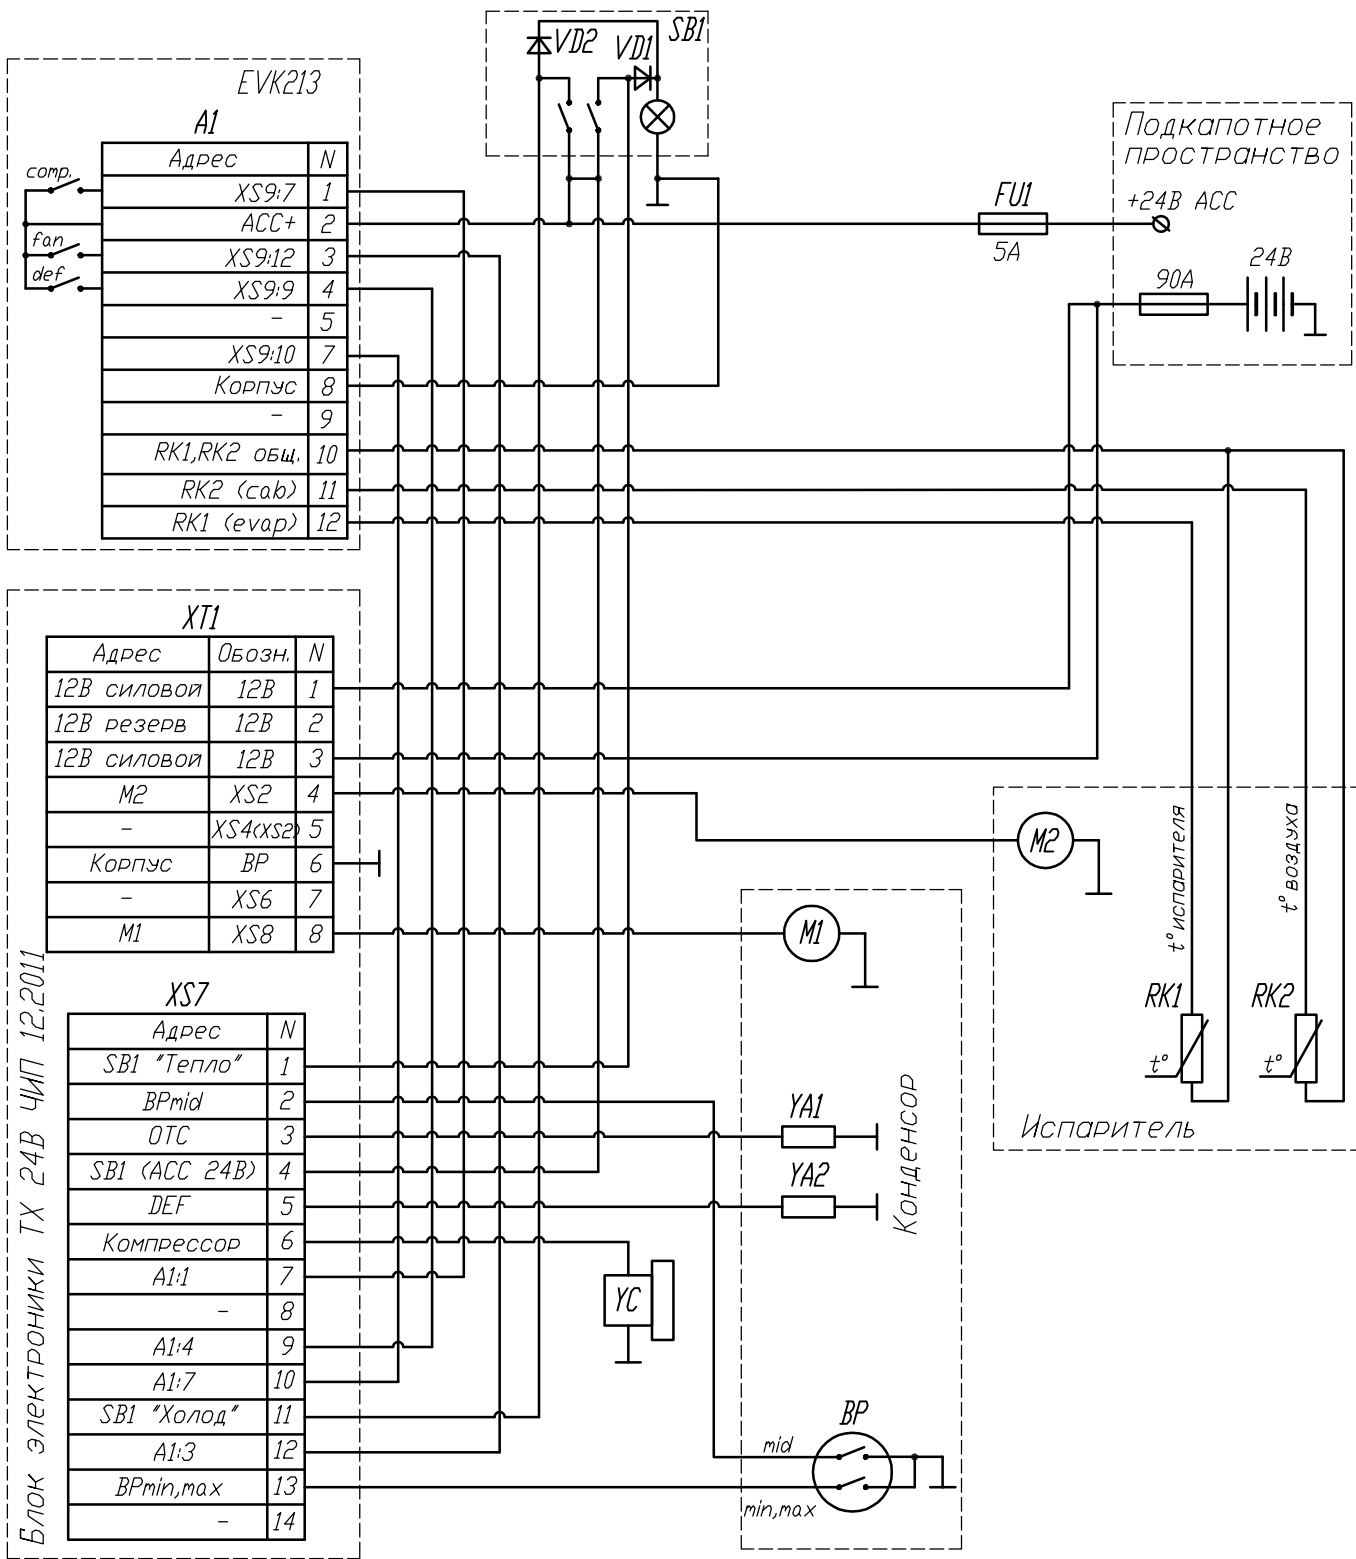 SB1
VD2
VD1
EVK213
A1
Адрес N
comp.
XS9:7 1
ACC+ 2
fan
XS9:12 3
def
XS9:9 4
- 5
XS9:10 7
Корпус 8
- 9
RK1,RK2 общ. 10
RK2 (cab) 11
RK1 (evap) 12
FU1
5А
Подкапотное
пространство
+24В ACC
90А
24В
XT1
Адрес Обозн. N
12В силовой 12В 1
12В резерв 12В 2
12В силовой 12В 3
M2 XS2 4
- XS4(XS2) 5
Корпус BP 6
- XS6 7
M1 XS8 8
Блок электроники ТХ 24В ЧИП 12.2011
XS7
Адрес N
SB1 "Тепло" 1
BPmid 2
ОТС 3
SB1 (ACC 24В) 4
DEF 5
Компрессор 6
A1:1 7
- 8
A1:4 9
A1:7 10
SB1 "Холод" 11
A1:3 12
BPmin,max 13
- 14
M2
t° испарителя
t° воздуха
RK1
t°
RK2
t°
Испаритель
M1
YA1
YA2
Конденсор
YC
BP
mid
min,max